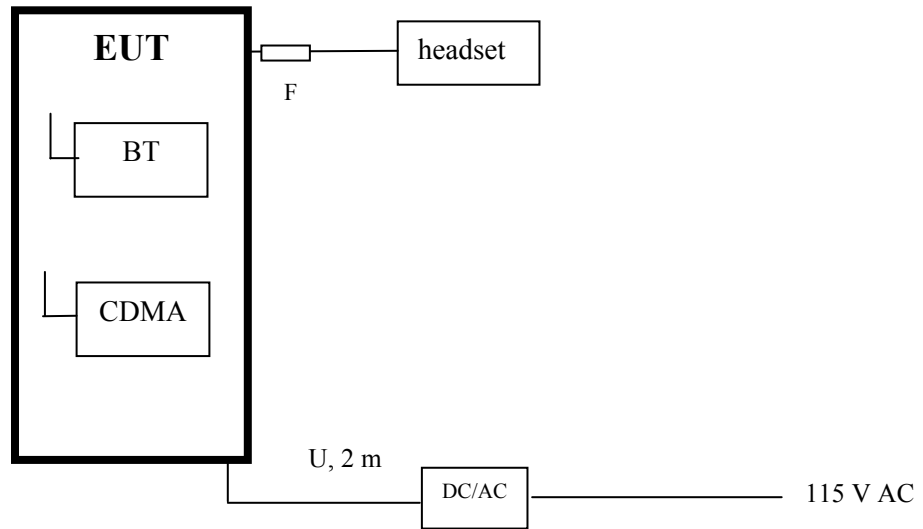 EUT
headset
F
BT
CDMA
U, 2 m
DC/AC
115 V AC